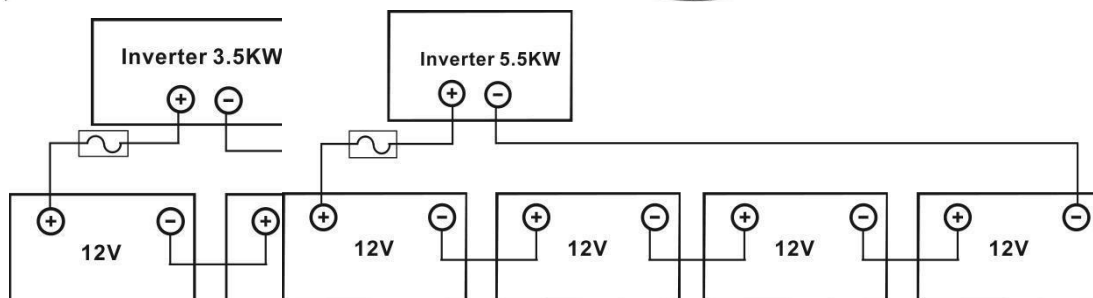 Inverter 3.5KW
Inverter 5.5KW
+ −
+ −
+ − +
12V
+ − + − + − + −
12V 12V 12V 12V